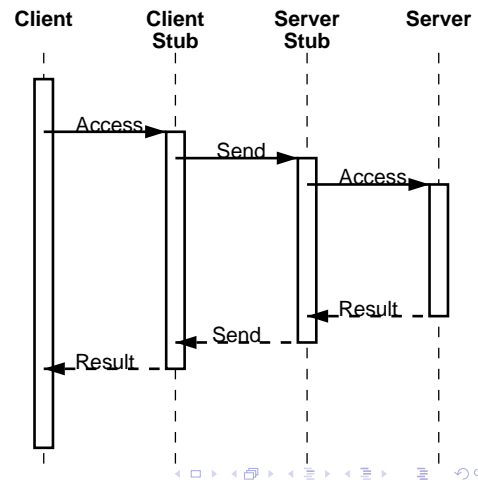 Client Client Server Server
Stub Stub
Access
Send
Access
Result
Send
Result